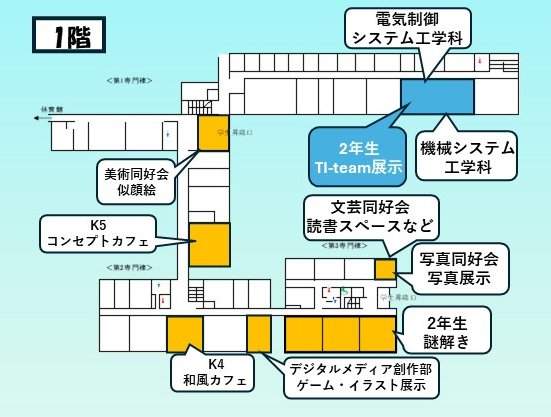 1階
電気制御
システム工学科
<第1専門棟>
体育館
学生昇降口
2年生
TI-team展示
機械システム
工学科
美術同好会
似顔絵
文芸同好会
読書スペースなど
K5
コンセプトカフェ
<第3専門棟>
写真同好会
写真展示
<第2専門棟>
学生昇降口
2年生
謎解き
K4
和風カフェ
デジタルメディア創作部
ゲーム・イラスト展示